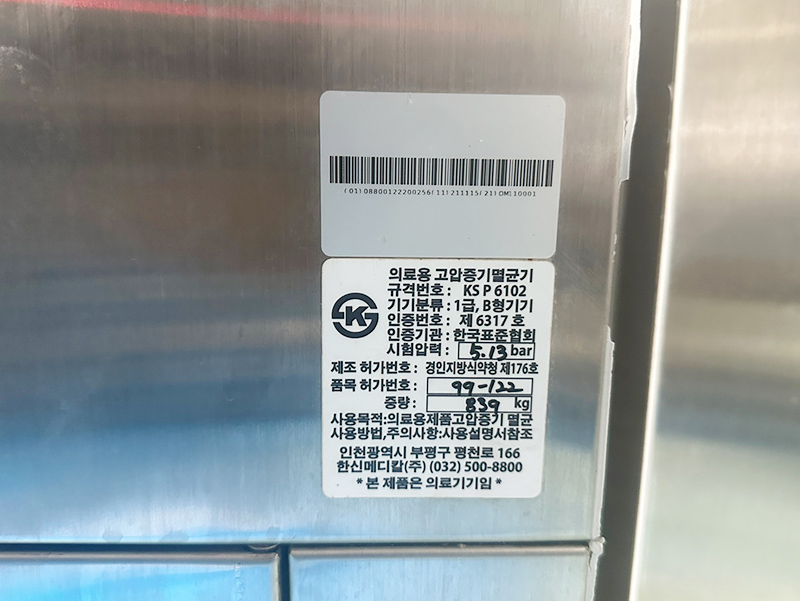 (01)08800122200256(11)211115(21)OM110001
의료용 고압증기멸균기
규격번호 : KS P 6102
기기분류 : 1급, B형기기
인증번호 : 제 6317 호
인증기관 : 한국표준협회
시험압력 : 5.13 bar
제조 허가번호 : 경인지방식약청 제176호
품목 허가번호 : 99-122
중량 : 839 kg
사용목적:의료용제품고압증기 멸균
사용방법,주의사항:사용설명서참조
인천광역시 부평구 평천로 166
한신메디칼(주) (032) 500-8800
* 본 제품은 의료기기임 *